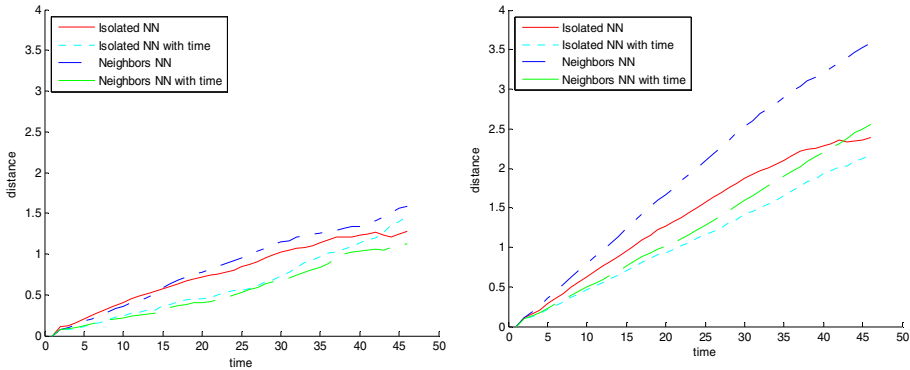 4
3.5
3
2.5
2
1.5
1
0.5
0
distance
Isolated NN
Isolated NN with time
Neighbors NN
Neighbors NN with time
0 5 10 15 20 25 30 35 40 45 50
time
4
3.5
3
2.5
2
1.5
1
0.5
0
distance
Isolated NN
Isolated NN with time
Neighbors NN
Neighbors NN with time
0 5 10 15 20 25 30 35 40 45 50
time